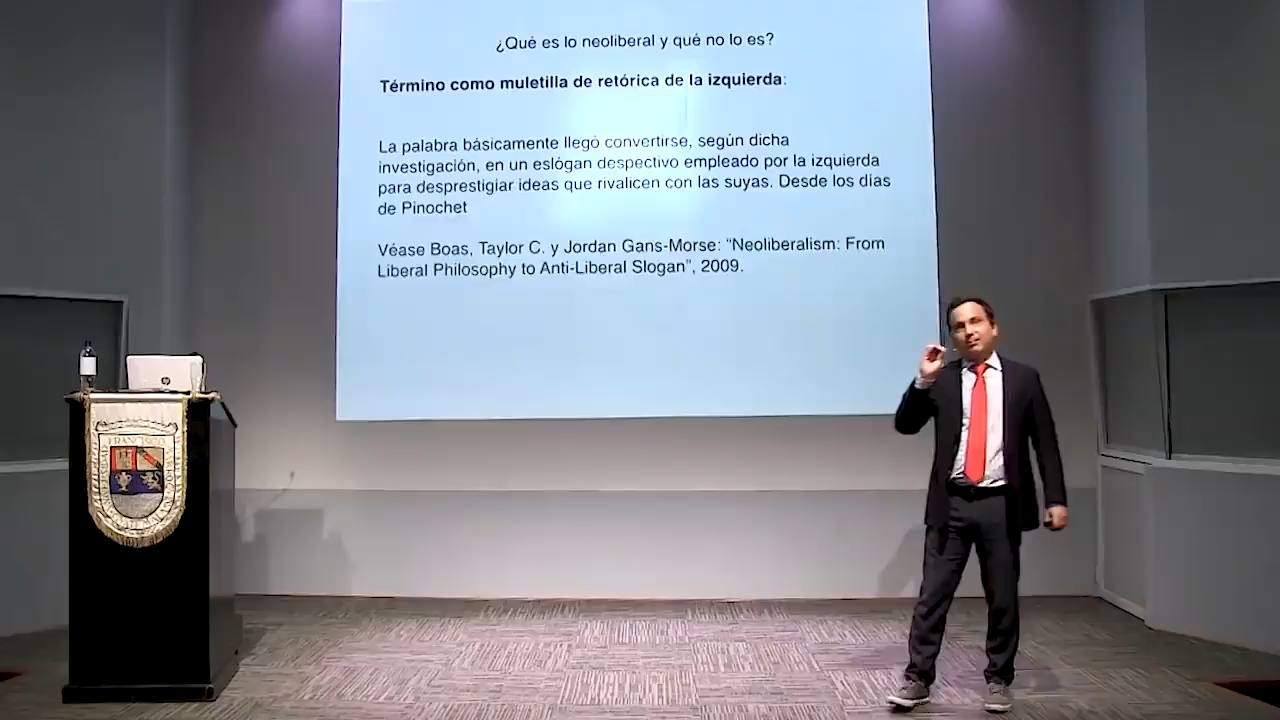 ¿Qué es lo neoliberal y qué no lo es?
Término como muletilla de retórica de la izquierda:
La palabra básicamente llegó convertirse, según dicha
investigación, en un eslógan despectivo empleado por la izquierda
para desprestigiar ideas que rivalicen con las suyas. Desde los días
de Pinochet
Véase Boas, Taylor C. y Jordan Gans-Morse: “Neoliberalism: From
Liberal Philosophy to Anti-Liberal Slogan”, 2009.
hp
FRANCISCO